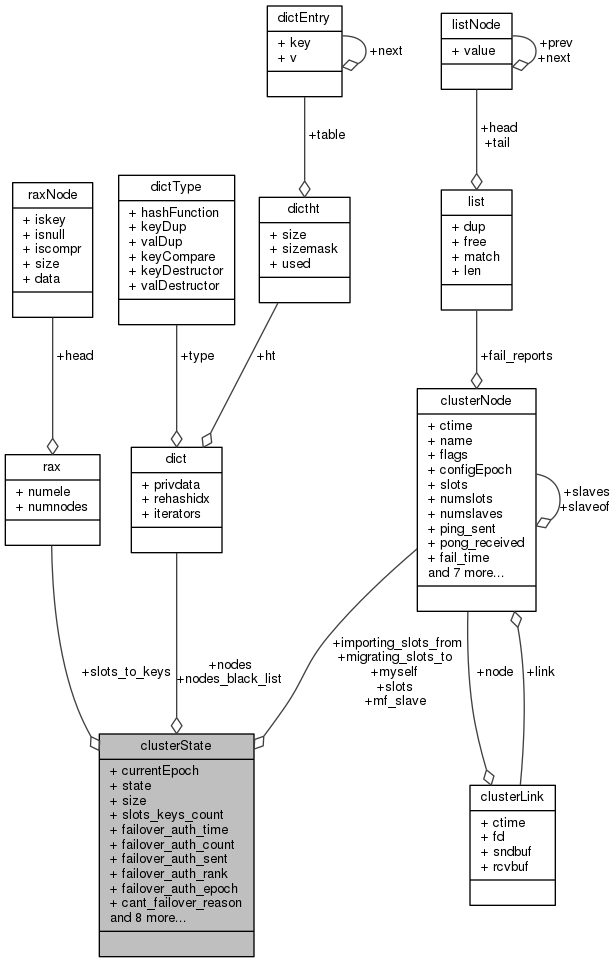 dictEntry
+ key
+ v
+next
listNode
+ value
+prev
+next
+table
+head
+tail
raxNode
+ iskey
+ isnull
+ iscompr
+ size
+ data
dictType
+ hashFunction
+ keyDup
+ valDup
+ keyCompare
+ keyDestructor
+ valDestructor
dictht
+ size
+ sizemask
+ used
list
+ dup
+ free
+ match
+ len
+head
+type
+ht
+fail_reports
rax
+ numele
+ numnodes
dict
+ privdata
+ rehashidx
+ iterators
clusterNode
+ ctime
+ name
+ flags
+ configEpoch
+ slots
+ numslots
+ numslaves
+ ping_sent
+ pong_received
+ fail_time
and 7 more...
+slaves
+slaveof
+slots_to_keys
+nodes
+nodes_black_list
+importing_slots_from
+migrating_slots_to
+myself
+slots
+mf_slave
+node
+link
clusterState
+ currentEpoch
+ state
+ size
+ slots_keys_count
+ failover_auth_time
+ failover_auth_count
+ failover_auth_sent
+ failover_auth_rank
+ failover_auth_epoch
+ cant_failover_reason
and 8 more...
clusterLink
+ ctime
+ fd
+ sndbuf
+ rcvbuf